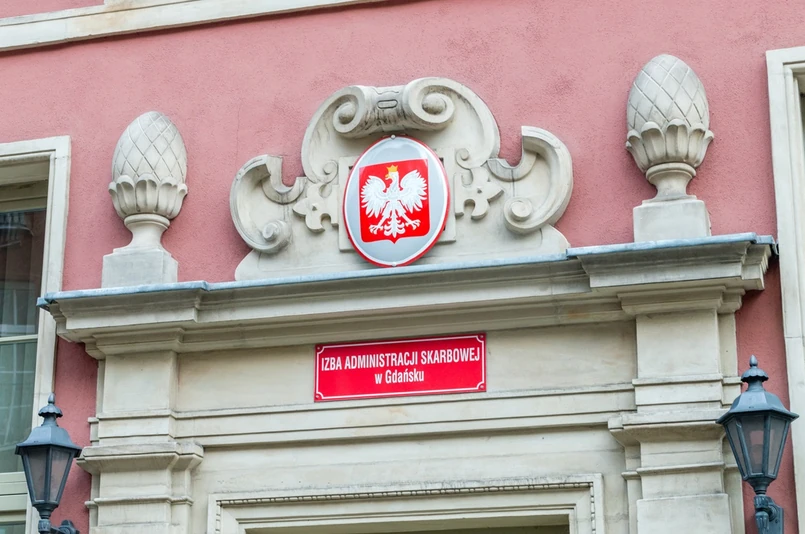 IZBA ADMINISTRACJI SKARBOWEJ
w Gdańsku